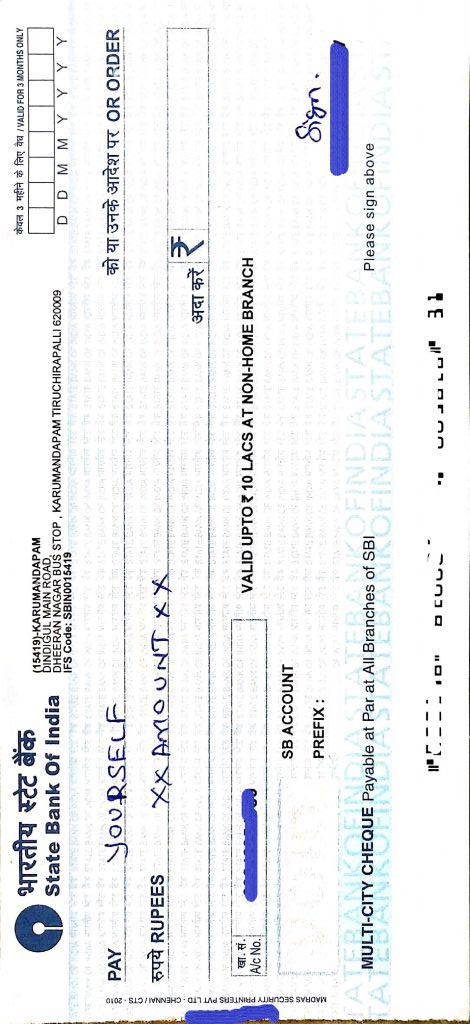 भारतीय स्टेट बैंक
State Bank Of India
(15419)-KARUMANDAPAM
DINDIGUL MAIN ROAD,
DHEERAN NAGAR BUS STOP , KARUMANDAPAM TIRUCHIRAPALLI 620009
IFS Code: SBIN0015419
केवल 3 महीने के लिए वैध / VALID FOR 3 MONTHS ONLY
D D M M Y Y Y Y
PAY YOURSELF को या उनके आदेश पर OR ORDER
रुपये RUPEES XX AMOUNT XX
अदा करें ₹
खा. सं.
A/c No.
VALID UPTO ₹ 10 LACS AT NON-HOME BRANCH
SB ACCOUNT
PREFIX :
Sign.
MULTI-CITY CHEQUE Payable at Par at All Branches of SBI
Please sign above
STATEBANKOFINDIASTATEBANKOFINDIA
MADRAS SECURITY PRINTERS PVT LTD - CHENNAI / CTS - 2010
31